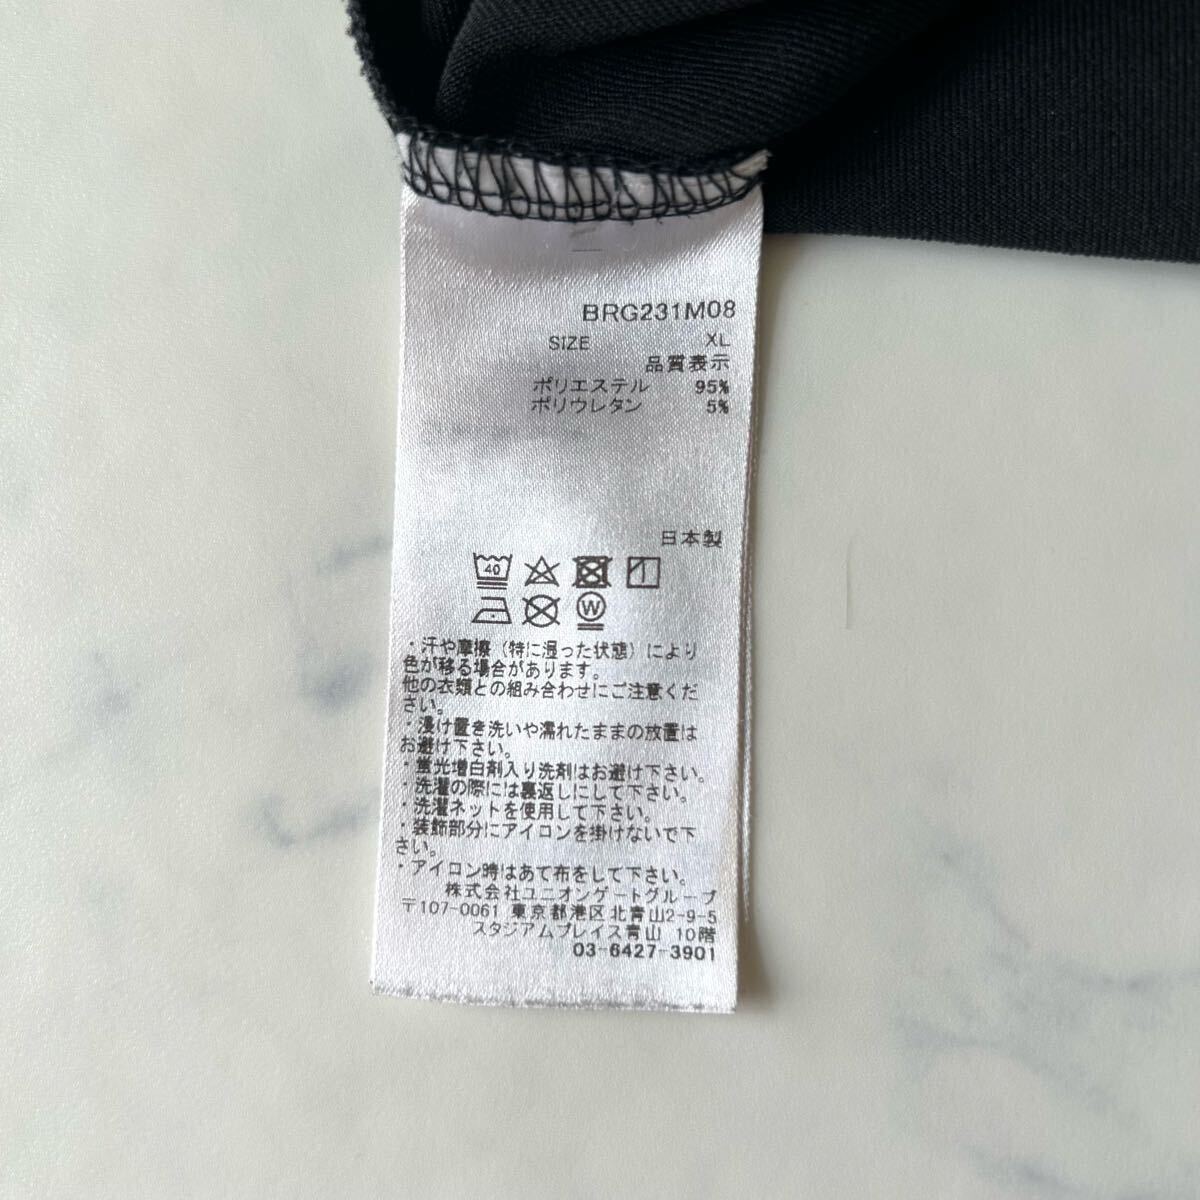 BRG231M08
SIZE XL
品質表示
ポリエステル 95%
ポリウレタン 5%
日本製
40
W
・汗や摩擦(特に湿った状態)により
色が移る場合があります。
他の衣類との組み合わせにご注意くだ
さい。
・浸け置き洗いや濡れたままの放置は
お避け下さい。
・蛍光増白剤入り洗剤はお避け下さい。
・洗濯の際には裏返しにして下さい。
・洗濯ネットを使用して下さい。
・装飾部分にアイロンを掛けないで下
さい。
・アイロン時はあて布をして下さい。
株式会社ユニオンゲートグループ
〒107-0061 東京都港区北青山2-9-5
スタジアムプレイス青山 10階
03-6427-3901